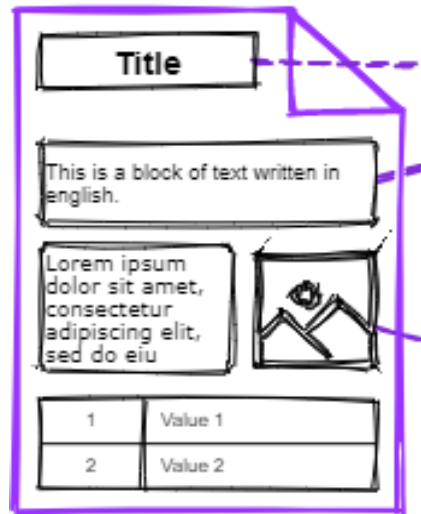 Title
This is a block of text written in
english.
Lorem ipsum
dolor sit amet,
consectetur
adipiscing elit,
sed do eiu
1 Value 1
2 Value 2